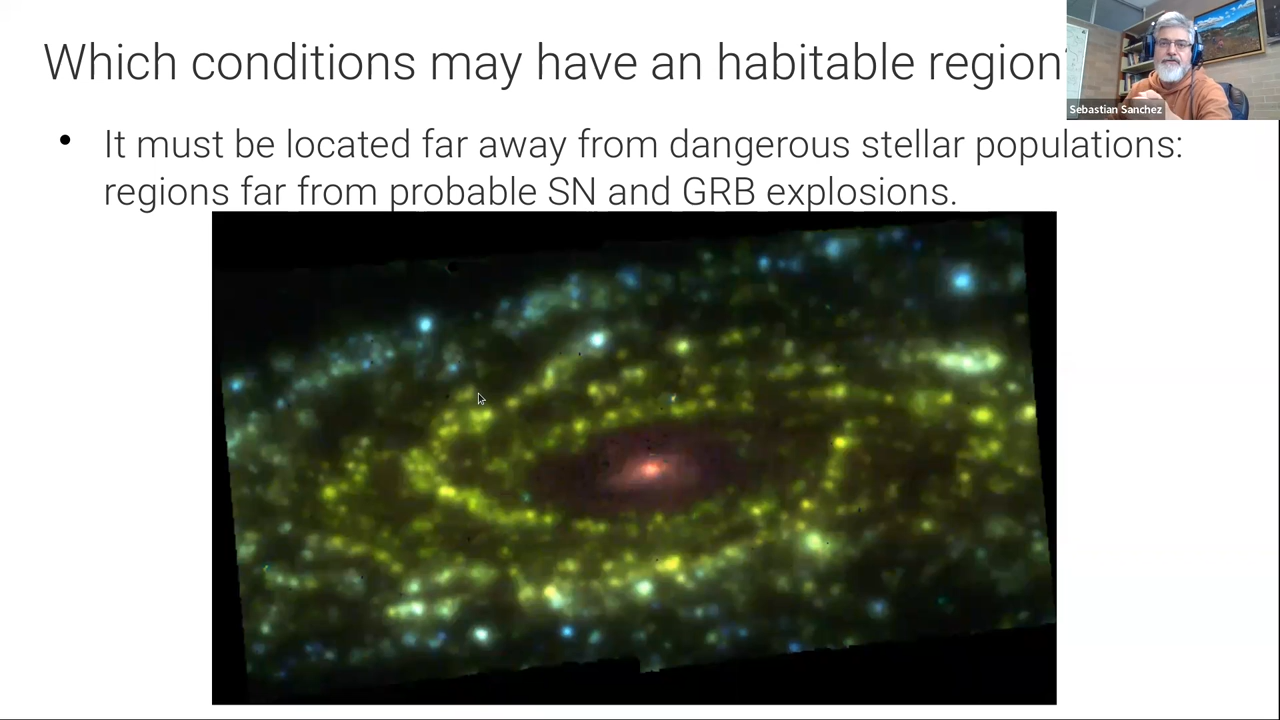 Which conditions may have an habitable region
Sebastian Sanchez
• It must be located far away from dangerous stellar populations:
regions far from probable SN and GRB explosions.